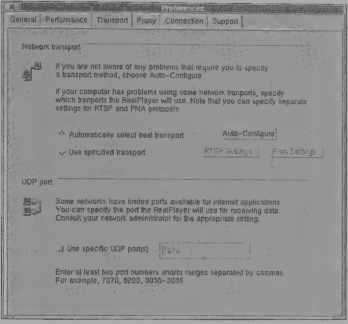 Preferences
General Performance Transport Proxy Connection Support
Network transport
If you are not aware of any problems that require you to specify
a transport method, choose Auto-Configure
If your computer has problems using some network tranports, specify
which tranports the RealPlayer will use. Note that you can specify separate
settings for RTSP and PNA protocols
Automatically select best transport
Auto-Configure
Use specified transport
RTSP Settings
PNA Settings
UDP port
Some networks have limited ports available for internet applications.
You can specify the port the RealPlayer will use for receiving data.
Consult your network administrator for the appropriate setting.
Use specific UDP port(s)
7070
Enter at least two port numbers and/or ranges separated by commas.
For example, 7070, 8200, 3030-3036